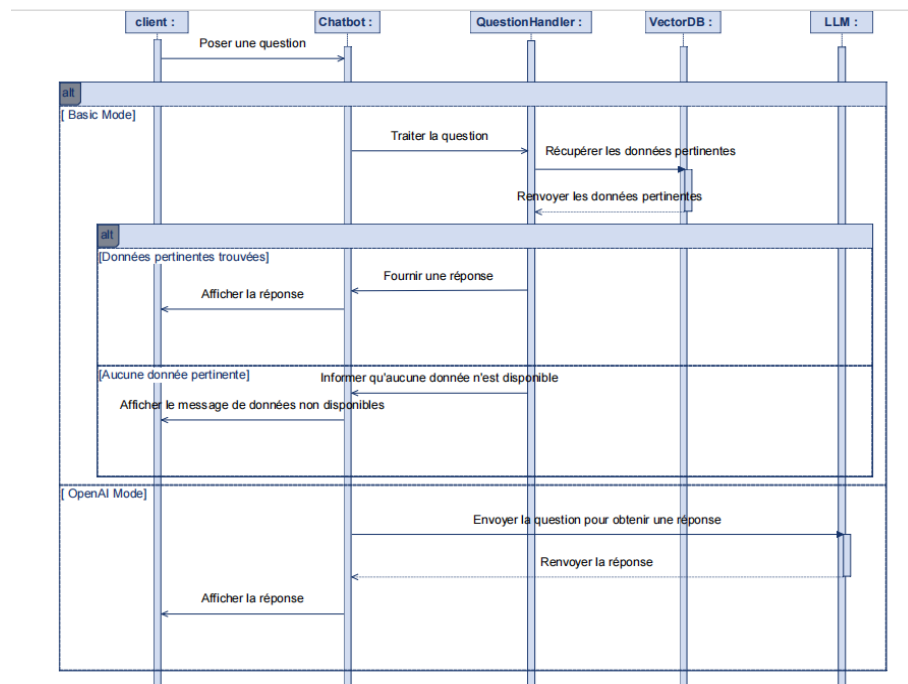 client :
Chatbot :
QuestionHandler :
VectorDB :
LLM :
Poser une question
alt
[ Basic Mode]
Traiter la question
Récupérer les données pertinentes
Renvoyer les données pertinentes
alt
[Données pertinentes trouvées]
Fournir une réponse
Afficher la réponse
[Aucune donnée pertinente]
Informer qu'aucune donnée n'est disponible
Afficher le message de données non disponibles
[ OpenAI Mode]
Envoyer la question pour obtenir une réponse
Renvoyer la réponse
Afficher la réponse